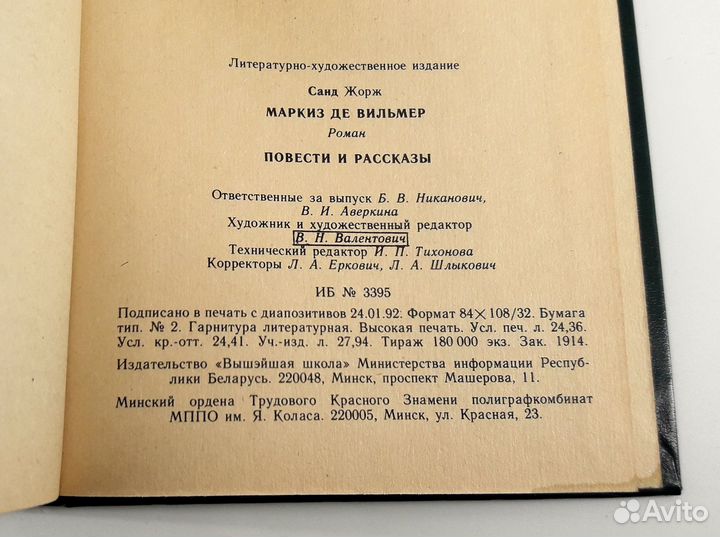 Литературно-художественное издание
Санд Жорж
МАРКИЗ ДЕ ВИЛЬМЕР
Роман
ПОВЕСТИ И РАССКАЗЫ
Ответственные за выпуск Б. В. Никанович,
В. И. Аверкина
Художник и художественный редактор
В. Н. Валентович
Технический редактор И. П. Тихонова
Корректоры Л. А. Еркович, Л. А. Шлыкович
ИБ № 3395
Подписано в печать с диапозитивов 24.01.92. Формат 84×108/32. Бумага
тип. № 2. Гарнитура литературная. Высокая печать. Усл. печ. л. 24,36.
Усл. кр.-отт. 24,41. Уч.-изд. л. 27,94. Тираж 180 000 экз. Зак. 1914.
Издательство «Вышэйшая школа» Министерства информации Респуб-
лики Беларусь. 220048, Минск, проспект Машерова, 11.
Минский ордена Трудового Красного Знамени полиграфкомбинат
МППО им. Я. Коласа. 220005, Минск, ул. Красная, 23.
Avito